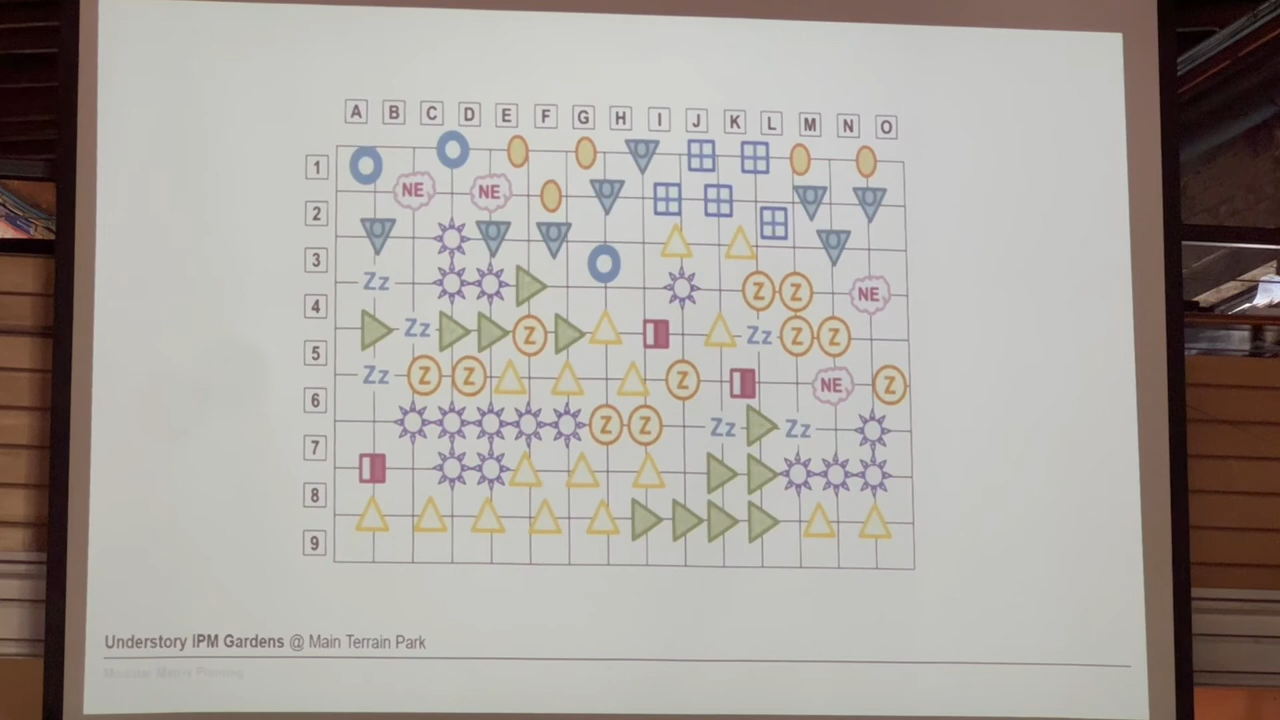 A B C D E F G H I J K L M N O
1
NE NE
2
3
Zz Z Z NE
4
Zz Z Zz Z Z
5
Zz Z Z Z NE Z
6
Z Z Zz Zz
7
8
9
Understory IPM Gardens @ Main Terrain Park